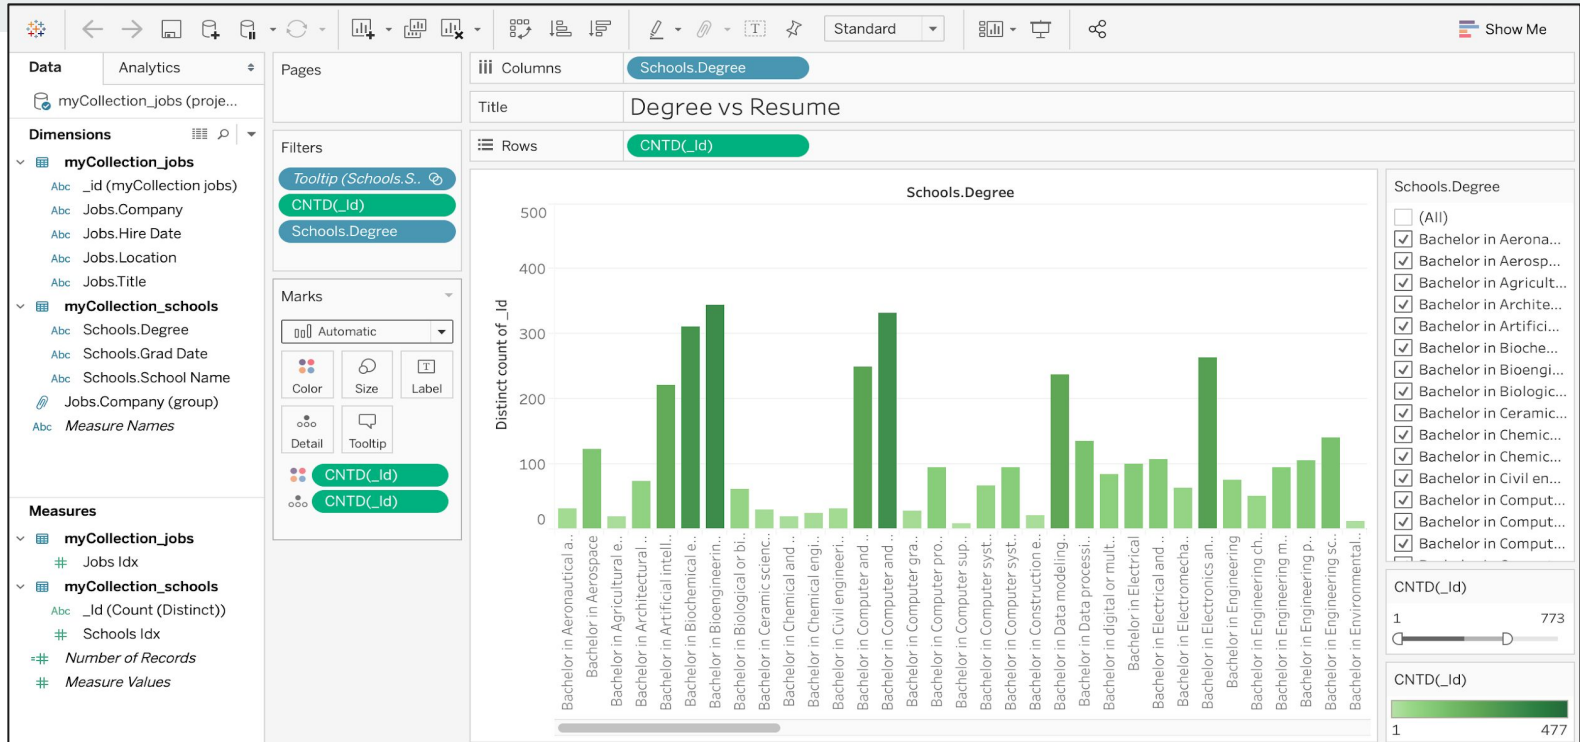 Standard
Show Me
Data
Analytics
myCollection_jobs (proje...
Dimensions
myCollection_jobs
Abc _id (myCollection jobs)
Abc Jobs.Company
Abc Jobs.Hire Date
Abc Jobs.Location
Abc Jobs.Title
myCollection_schools
Abc Schools.Degree
Abc Schools.Grad Date
Abc Schools.School Name
Jobs.Company (group)
Abc Measure Names
Measures
myCollection_jobs
# Jobs Idx
myCollection_schools
Abc _Id (Count (Distinct))
# Schools Idx
=# Number of Records
# Measure Values
Pages
Filters
Tooltip (Schools.S..
CNTD(_Id)
Schools.Degree
Marks
Automatic
Color
Size
T
Label
Detail
Tooltip
CNTD(_Id)
CNTD(_Id)
Columns
Schools.Degree
Title
Degree vs Resume
Rows
CNTD(_Id)
Schools.Degree
500
400
300
200
100
0
Distinct count of _Id
Bachelor in Aeronautical a..
Bachelor in Aerospace
Bachelor in Agricultural e..
Bachelor in Architectural ..
Bachelor in Artificial intell..
Bachelor in Biochemical e..
Bachelor in Bioengineerin..
Bachelor in Biological or bi..
Bachelor in Ceramic scienc..
Bachelor in Chemical and ..
Bachelor in Chemical engi..
Bachelor in Civil engineeri..
Bachelor in Computer and ..
Bachelor in Computer and ..
Bachelor in Computer gra..
Bachelor in Computer pro..
Bachelor in Computer sup..
Bachelor in Computer syst..
Bachelor in Computer syst..
Bachelor in Construction e..
Bachelor in Data modeling..
Bachelor in Data processi..
Bachelor in digital or mult..
Bachelor in Electrical
Bachelor in Electrical and ..
Bachelor in Electromecha..
Bachelor in Electronics an..
Bachelor in Engineering
Bachelor in Engineering ch..
Bachelor in Engineering m..
Bachelor in Engineering p..
Bachelor in Engineering sc..
Bachelor in Environmental..
Schools.Degree
(All)
Bachelor in Aerona...
Bachelor in Aerosp...
Bachelor in Agricult...
Bachelor in Archite...
Bachelor in Artifici...
Bachelor in Bioche...
Bachelor in Bioengi...
Bachelor in Biologic...
Bachelor in Ceramic...
Bachelor in Chemic...
Bachelor in Chemic...
Bachelor in Civil en...
Bachelor in Comput...
Bachelor in Comput...
Bachelor in Comput...
CNTD(_Id)
1 773
CNTD(_Id)
1 477